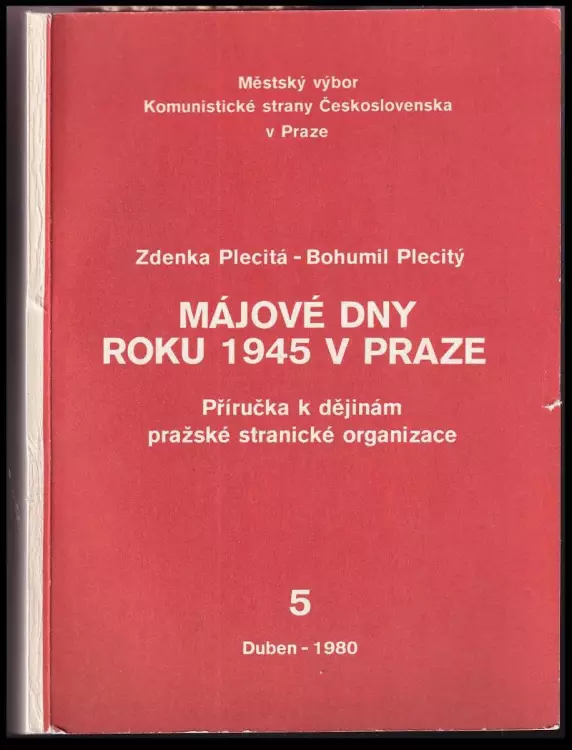 Městský výbor
Komunistické strany Československa
v Praze
Zdenka Plecitá - Bohumil Plecitý
MÁJOVÉ DNY
ROKU 1945 V PRAZE
Příručka k dějinám
pražské stranické organizace
5
Duben - 1980